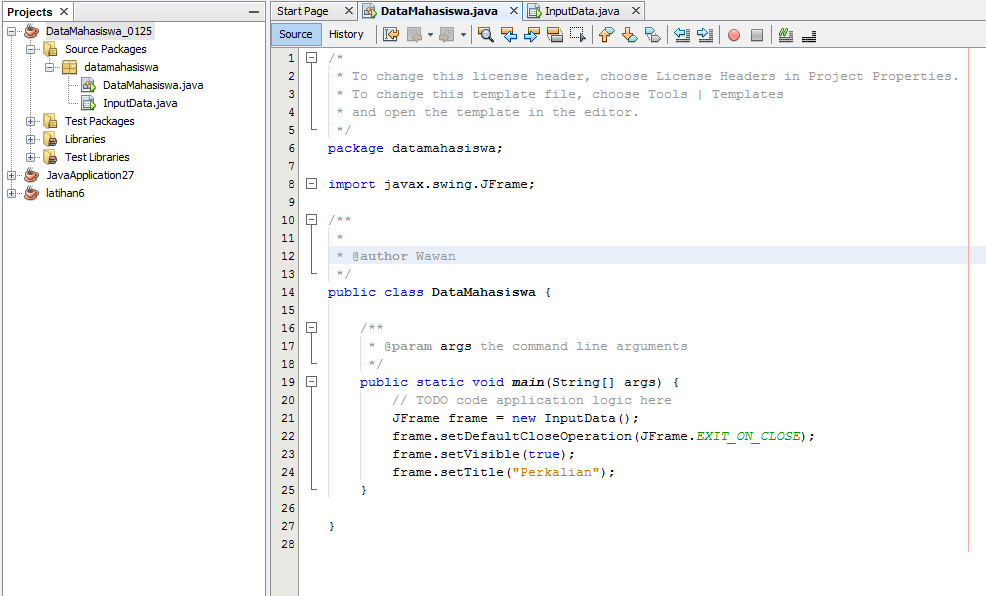 Projects
DataMahasiswa_0125
Source Packages
datamahasiswa
DataMahasiswa.java
InputData.java
Test Packages
Libraries
Test Libraries
JavaApplication27
latihan6
Start Page DataMahasiswa.java InputData.java
Source History
1 /*
2 * To change this license header, choose License Headers in Project Properties.
3 * To change this template file, choose Tools | Templates
4 * and open the template in the editor.
5 */
6 package datamahasiswa;
7
8 import javax.swing.JFrame;
9
10 /**
11 *
12 * @author Wawan
13 */
14 public class DataMahasiswa {
15
16 /**
17 * @param args the command line arguments
18 */
19 public static void main(String[] args) {
20 // TODO code application logic here
21 JFrame frame = new InputData();
22 frame.setDefaultCloseOperation(JFrame.EXIT_ON_CLOSE);
23 frame.setVisible(true);
24 frame.setTitle("Perkalian");
25 }
26
27 }
28